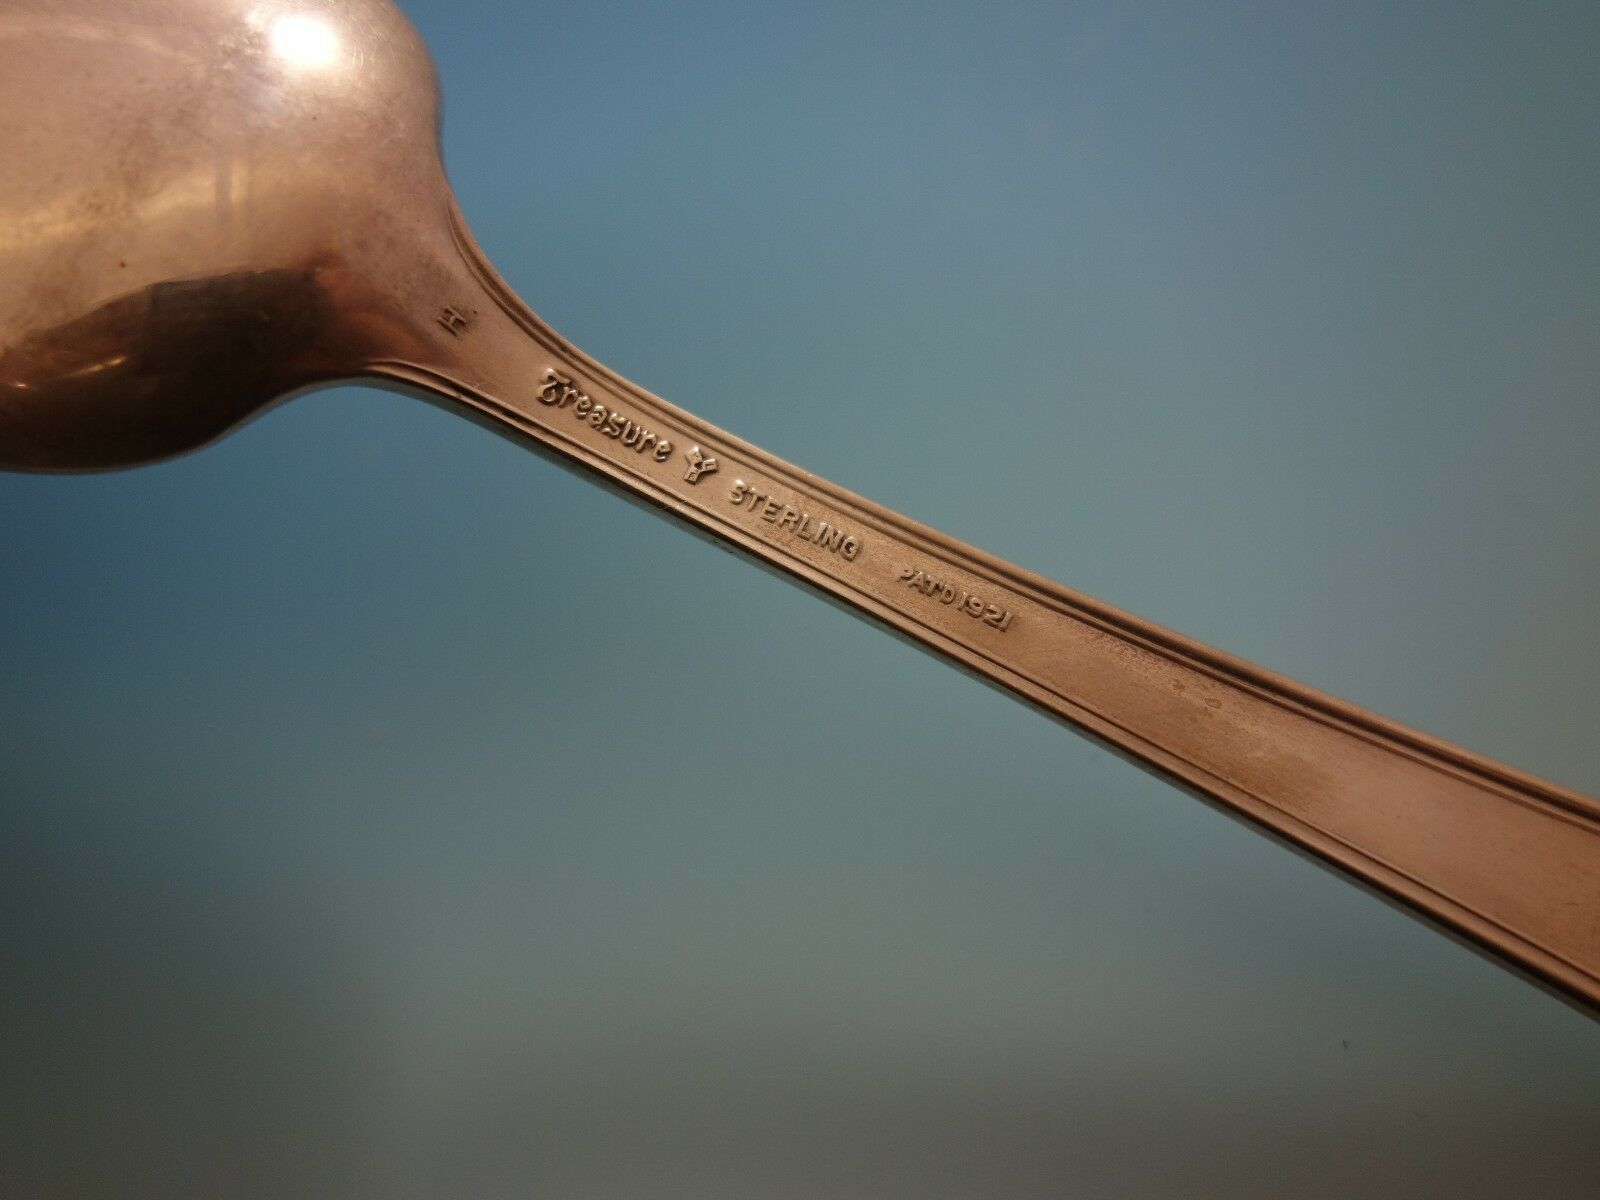 H
Treasure STERLING PAT'D 1921